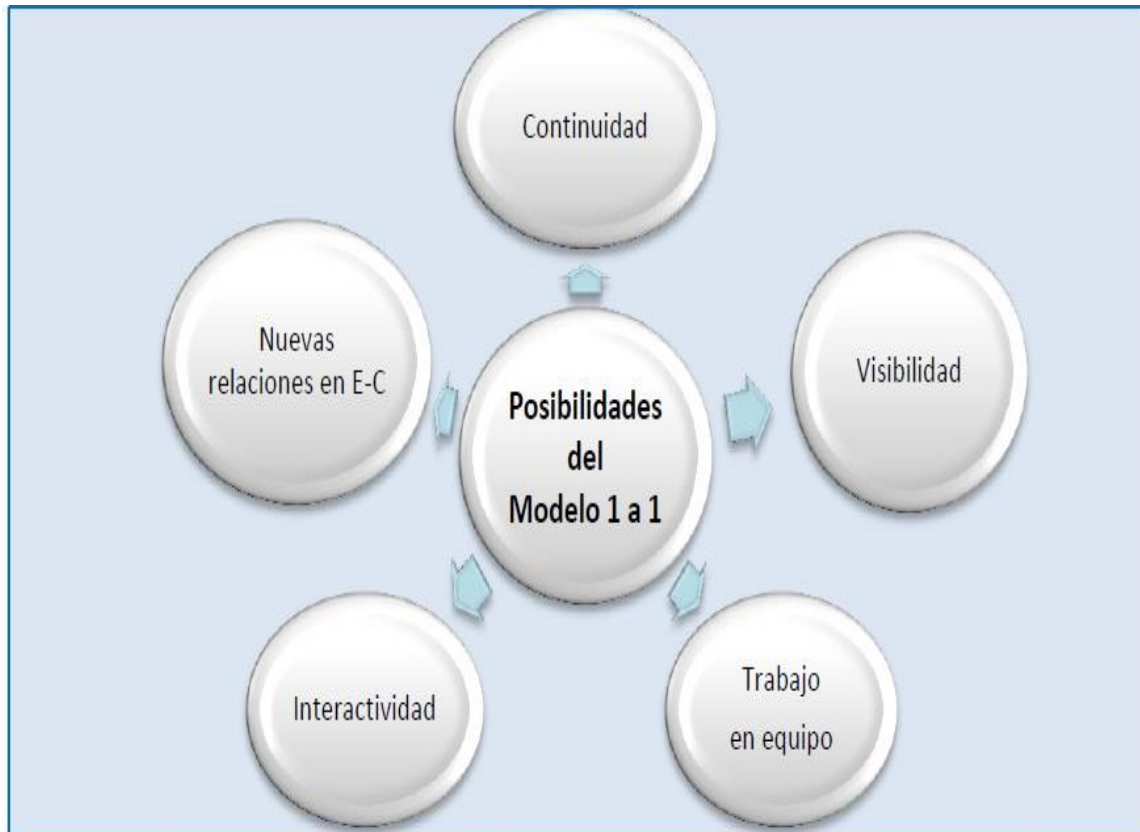 Continuidad
Nuevas
relaciones en E-C
Visibilidad
Posibilidades
del
Modelo 1 a 1
Interactividad
Trabajo
en equipo